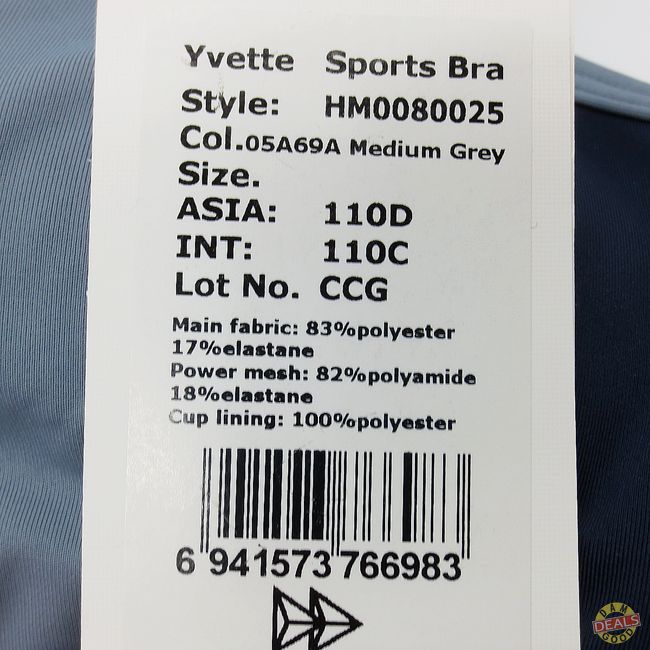 Yvette Sports Bra
Style: HM0080025
Col.05A69A Medium Grey
Size.
ASIA: 110D
INT: 110C
Lot No. CCG
Main fabric: 83%polyester
17%elastane
Power mesh: 82%polyamide
18%elastane
Cup lining: 100%polyester
6 941573 766983
DAM
DEALS
GOOD